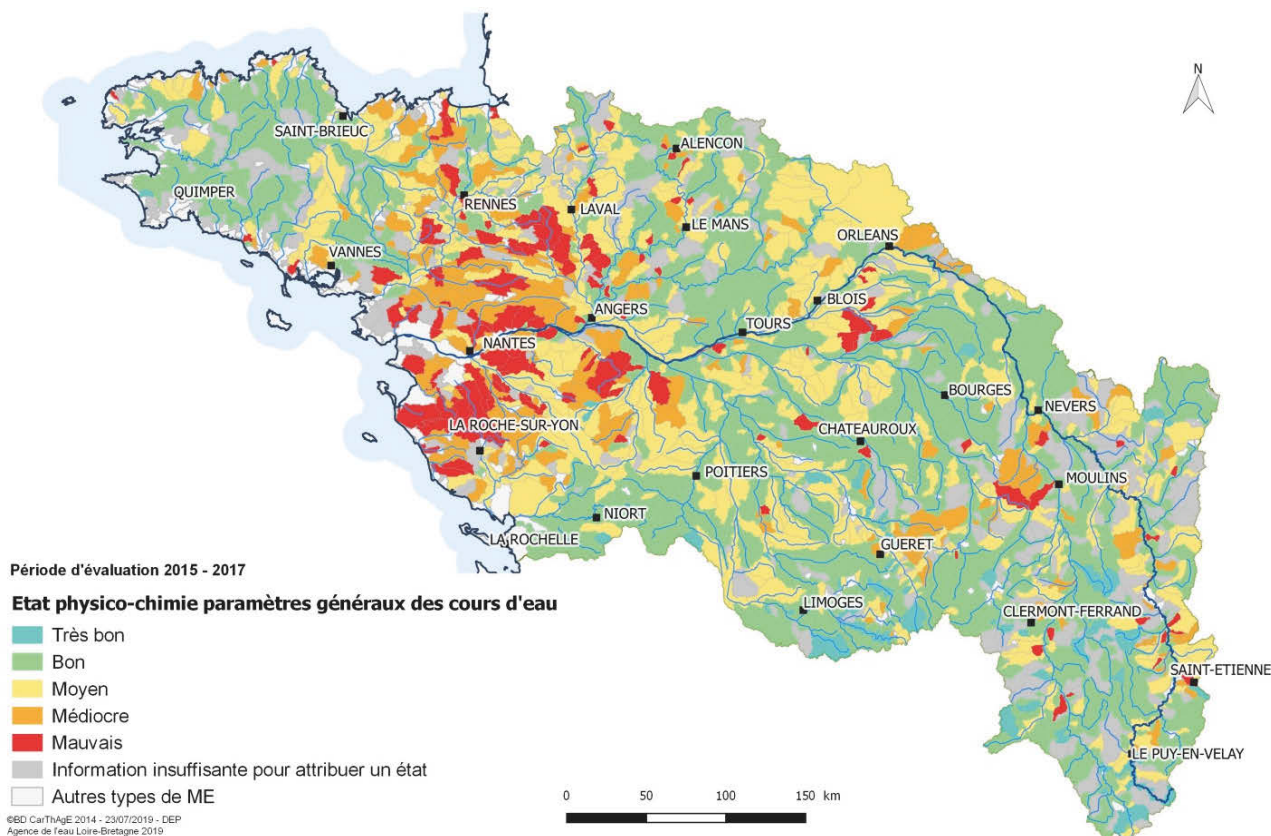 N
SAINT-BRIEUC
ALENCON
QUIMPER
RENNES
LAVAL
LE MANS
ORLEANS
VANNES
BLOIS
ANGERS
TOURS
NANTES
BOURGES
NEVERS
LA ROCHE-SUR-YON
CHATEAUROUX
POITIERS
MOULINS
NIORT
LA ROCHELLE
GUERET
LIMOGES
CLERMONT-FERRAND
SAINT-ETIENNE
LE PUY-EN-VELAY
Période d'évaluation 2015 - 2017
Etat physico-chimie paramètres généraux des cours d'eau
Très bon
Bon
Moyen
Médiocre
Mauvais
Information insuffisante pour attribuer un état
Autres types de ME
©BD CarThAgE 2014 - 23/07/2019 - DEP
Agence de l'eau Loire-Bretagne 2019
0 50 100 150 km